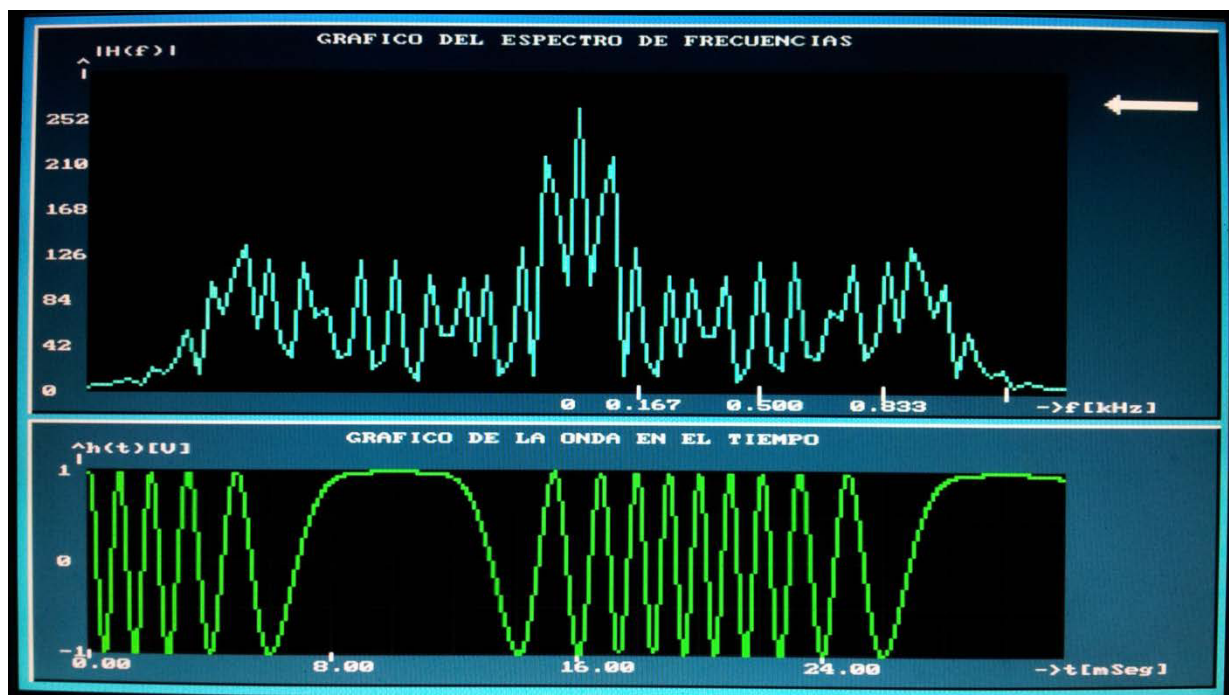 GRAFICO DEL ESPECTRO DE FRECUENCIAS
|H(f)|
^
252
210
168
126
84
42
0
0 0.167 0.500 0.833 ->f[kHz]
GRAFICO DE LA ONDA EN EL TIEMPO
^h(t)[V]
1
0
-1
0.00 8.00 16.00 24.00 ->t[mSeg]